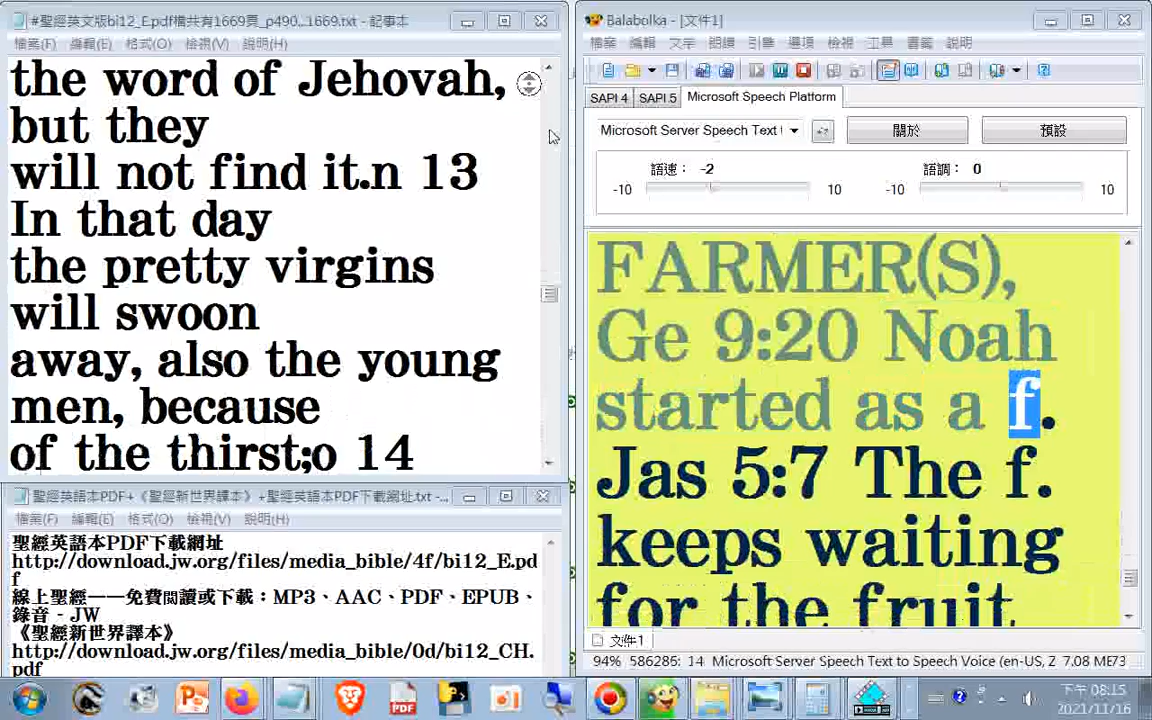 #聖經英文版bi12_E.pdf檔共有1669頁_p490...1669.txt - 記事本
檔案(F) 編輯(E) 格式(O) 檢視(V) 說明(H)
the word of Jehovah,
but they
will not find it.n 13
In that day
the pretty virgins
will swoon
away, also the young
men, because
of the thirst;o 14
聖經英語本PDF+《聖經新世界譯本》+聖經英語本PDF下載網址.txt -...
檔案(F) 編輯(E) 格式(O) 檢視(V) 說明(H)
聖經英語本PDF下載網址
http://download.jw.org/files/media_bible/4f/bi12_E.pd
f
線上聖經——免費閱讀或下載：MP3、AAC、PDF、EPUB、
錄音 - JW
《聖經新世界譯本》
http://download.jw.org/files/media_bible/0d/bi12_CH.
pdf
Balabolka - [文件1]
檔案 編輯 文字 朗讀 引擎 選項 檢視 工具 書籤 說明
SAPI 4 SAPI 5 Microsoft Speech Platform
Microsoft Server Speech Text 關於 預設
語速： -2 語調： 0
-10 10 -10 10
FARMER(S),
Ge 9:20 Noah
started as a f.
Jas 5:7 The f.
keeps waiting
for the fruit
文件1
94% 586285: 14 Microsoft Server Speech Text to Speech Voice (en-US, Z 7.08 ME73
下午 08:15
2021/11/16